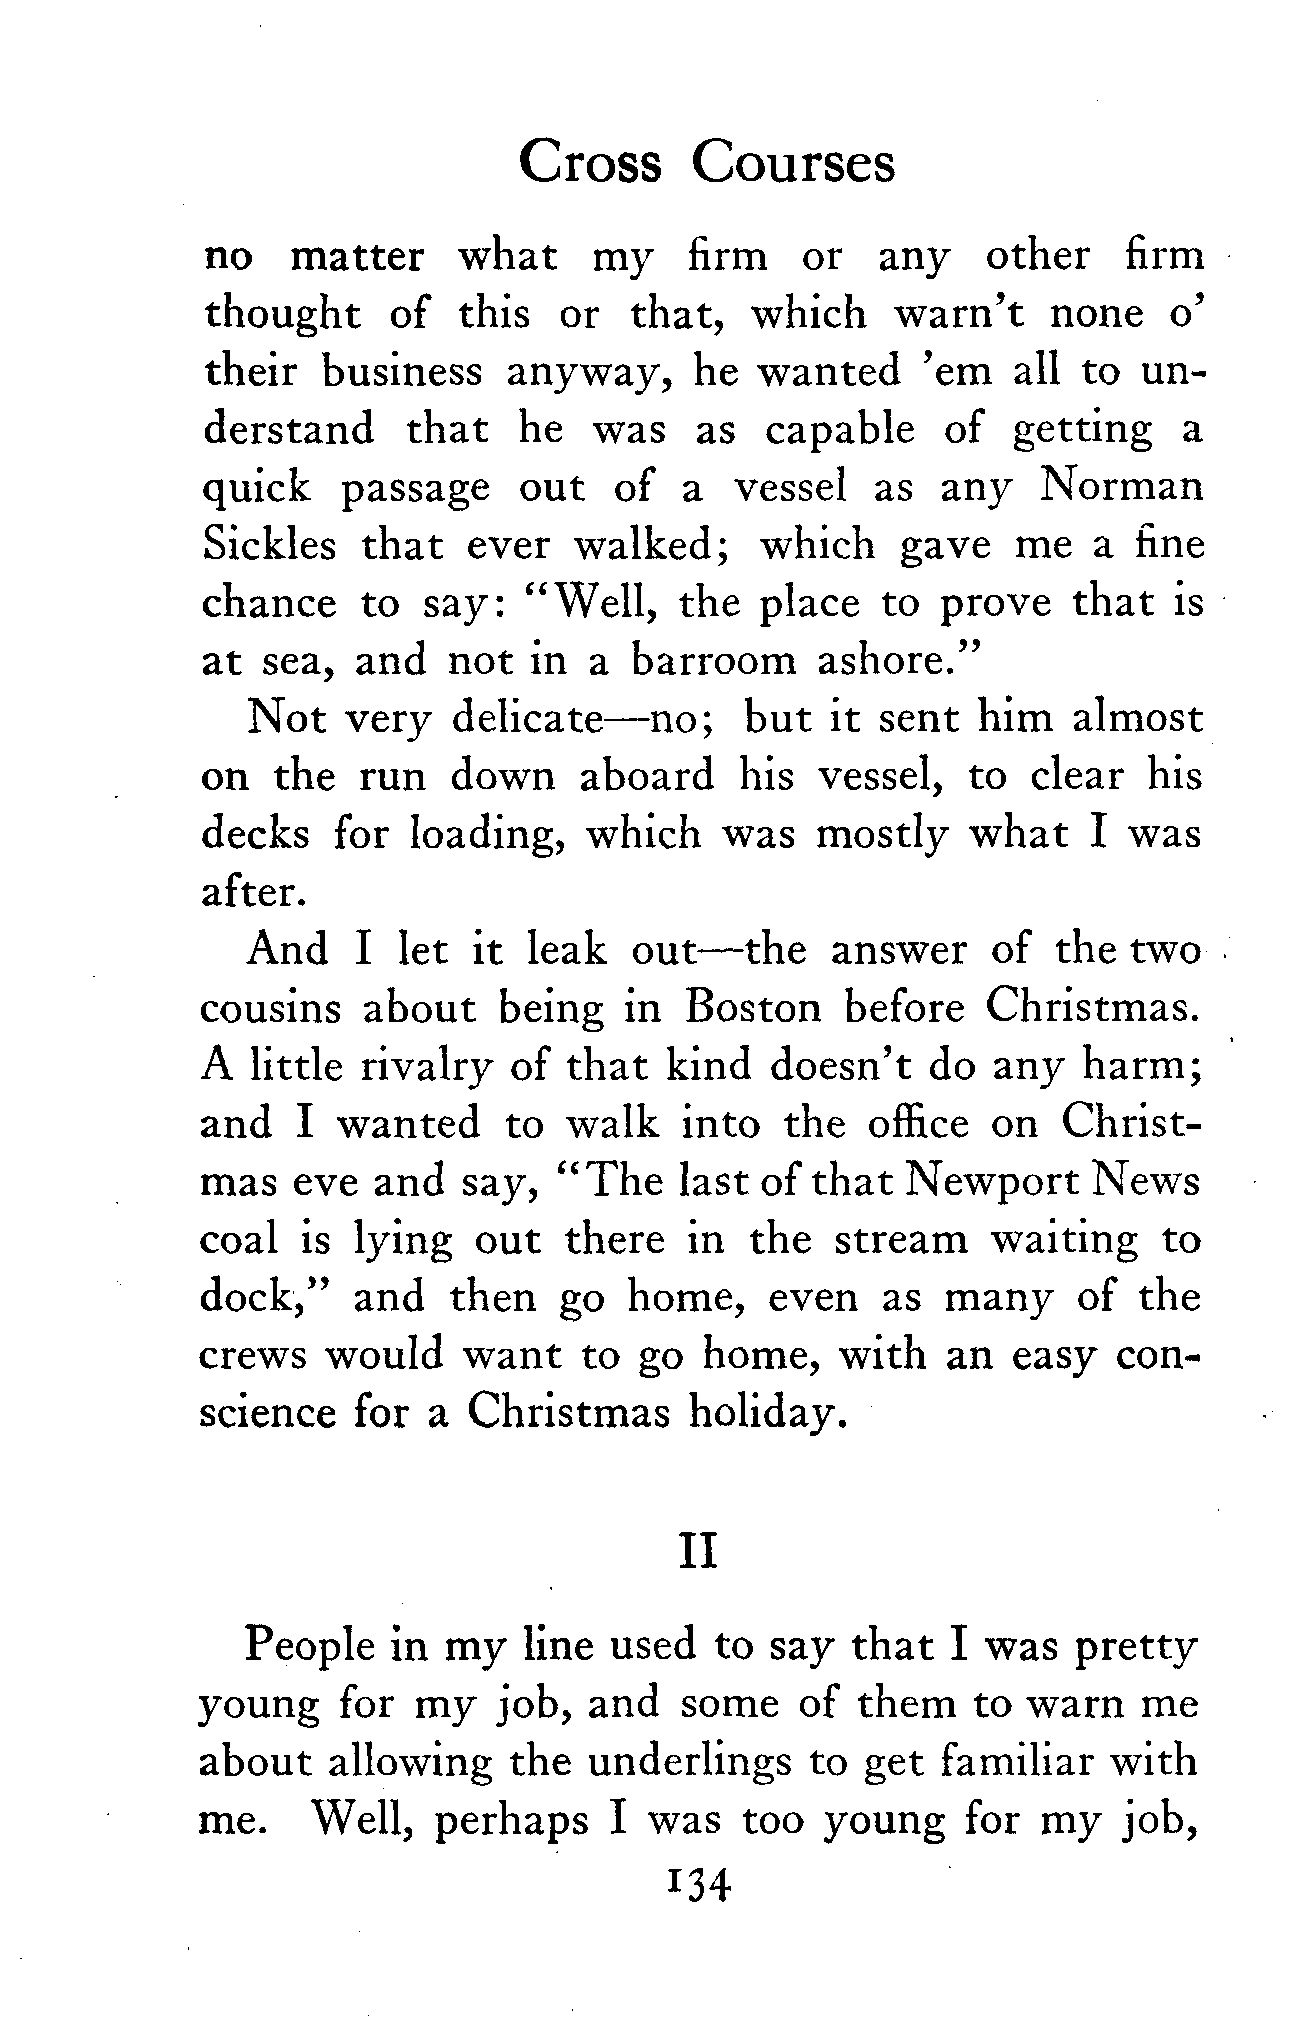 Cross Courses
no matter what my firm or any other firm
thought of this or that, which warn't none o'
their business anyway, he wanted 'em all to un-
derstand that he was as capable of getting a
quick passage out of a vessel as any Norman
Sickles that ever walked; which gave me a fine
chance to say: "Well, the place to prove that is
at sea, and not in a barroom ashore."
Not very delicate—no; but it sent him almost
on the run down aboard his vessel, to clear his
decks for loading, which was mostly what I was
after.
And I let it leak out—the answer of the two
cousins about being in Boston before Christmas.
A little rivalry of that kind doesn't do any harm;
and I wanted to walk into the office on Christ-
mas eve and say, "The last of that Newport News
coal is lying out there in the stream waiting to
dock," and then go home, even as many of the
crews would want to go home, with an easy con-
science for a Christmas holiday.
II
People in my line used to say that I was pretty
young for my job, and some of them to warn me
about allowing the underlings to get familiar with
me. Well, perhaps I was too young for my job,
134